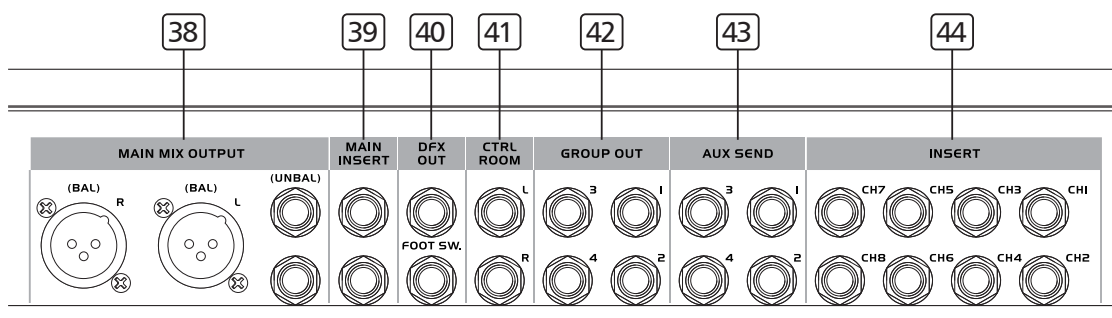 38 39 40 41 42 43 44
MAIN MIX OUTPUT
MAIN
INSERT
DFX
OUT
CTRL
ROOM
GROUP OUT
AUX SEND
INSERT
(BAL) R (BAL) L (UNBAL)
L 3 1 3 1 CH7 CH5 CH3 CH1
FOOT SW.
R 4 2 4 2 CH8 CH6 CH4 CH2